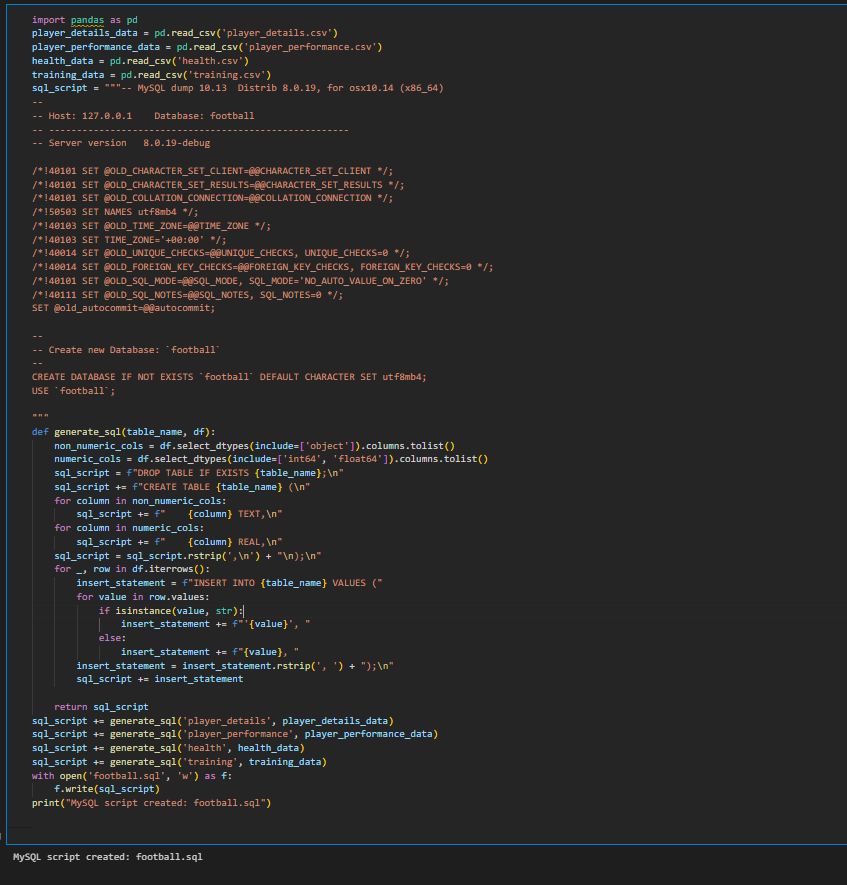 import pandas as pd
player_details_data = pd.read_csv('player_details.csv')
player_performance_data = pd.read_csv('player_performance.csv')
health_data = pd.read_csv('health.csv')
training_data = pd.read_csv('training.csv')
sql_script = """-- MySQL dump 10.13  Distrib 8.0.19, for osx10.14 (x86_64)
--
-- Host: 127.0.0.1    Database: football
-- ------------------------------------------------------
-- Server version   8.0.19-debug

/*!40101 SET @OLD_CHARACTER_SET_CLIENT=@@CHARACTER_SET_CLIENT */;
/*!40101 SET @OLD_CHARACTER_SET_RESULTS=@@CHARACTER_SET_RESULTS */;
/*!40101 SET @OLD_COLLATION_CONNECTION=@@COLLATION_CONNECTION */;
/*!50503 SET NAMES utf8mb4 */;
/*!40103 SET @OLD_TIME_ZONE=@@TIME_ZONE */;
/*!40103 SET TIME_ZONE='+00:00' */;
/*!40014 SET @OLD_UNIQUE_CHECKS=@@UNIQUE_CHECKS, UNIQUE_CHECKS=0 */;
/*!40014 SET @OLD_FOREIGN_KEY_CHECKS=@@FOREIGN_KEY_CHECKS, FOREIGN_KEY_CHECKS=0 */;
/*!40101 SET @OLD_SQL_MODE=@@SQL_MODE, SQL_MODE='NO_AUTO_VALUE_ON_ZERO' */;
/*!40111 SET @OLD_SQL_NOTES=@@SQL_NOTES, SQL_NOTES=0 */;
SET @old_autocommit=@@autocommit;

--
-- Create new Database: `football`
--
CREATE DATABASE IF NOT EXISTS `football` DEFAULT CHARACTER SET utf8mb4;
USE `football`;

"""
def generate_sql(table_name, df):
    non_numeric_cols = df.select_dtypes(include=['object']).columns.tolist()
    numeric_cols = df.select_dtypes(include=['int64', 'float64']).columns.tolist()
    sql_script = f"DROP TABLE IF EXISTS {table_name};\n"
    sql_script += f"CREATE TABLE {table_name} (\n"
    for column in non_numeric_cols:
        sql_script += f"    {column} TEXT,\n"
    for column in numeric_cols:
        sql_script += f"    {column} REAL,\n"
    sql_script = sql_script.rstrip(',\n') + "\n);\n"
    for _, row in df.iterrows():
        insert_statement = f"INSERT INTO {table_name} VALUES ("
        for value in row.values:
            if isinstance(value, str):
                insert_statement += f"'{value}', "
            else:
                insert_statement += f"{value}, "
        insert_statement = insert_statement.rstrip(', ') + ");\n"
        sql_script += insert_statement

    return sql_script
sql_script += generate_sql('player_details', player_details_data)
sql_script += generate_sql('player_performance', player_performance_data)
sql_script += generate_sql('health', health_data)
sql_script += generate_sql('training', training_data)
with open('football.sql', 'w') as f:
    f.write(sql_script)
print("MySQL script created: football.sql")
MySQL script created: football.sql